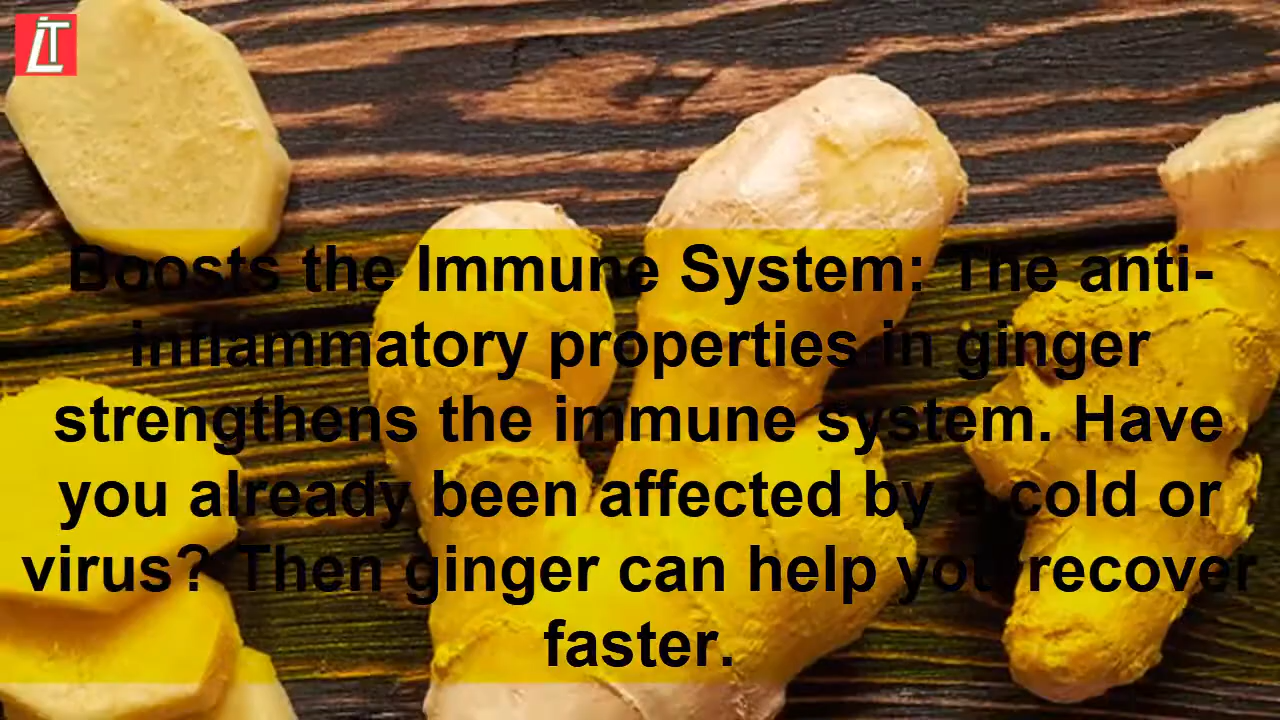 LT
Boosts the Immune System: The anti-
inflammatory properties in ginger
strengthens the immune system. Have
you already been affected by a cold or
virus? Then ginger can help you recover
faster.